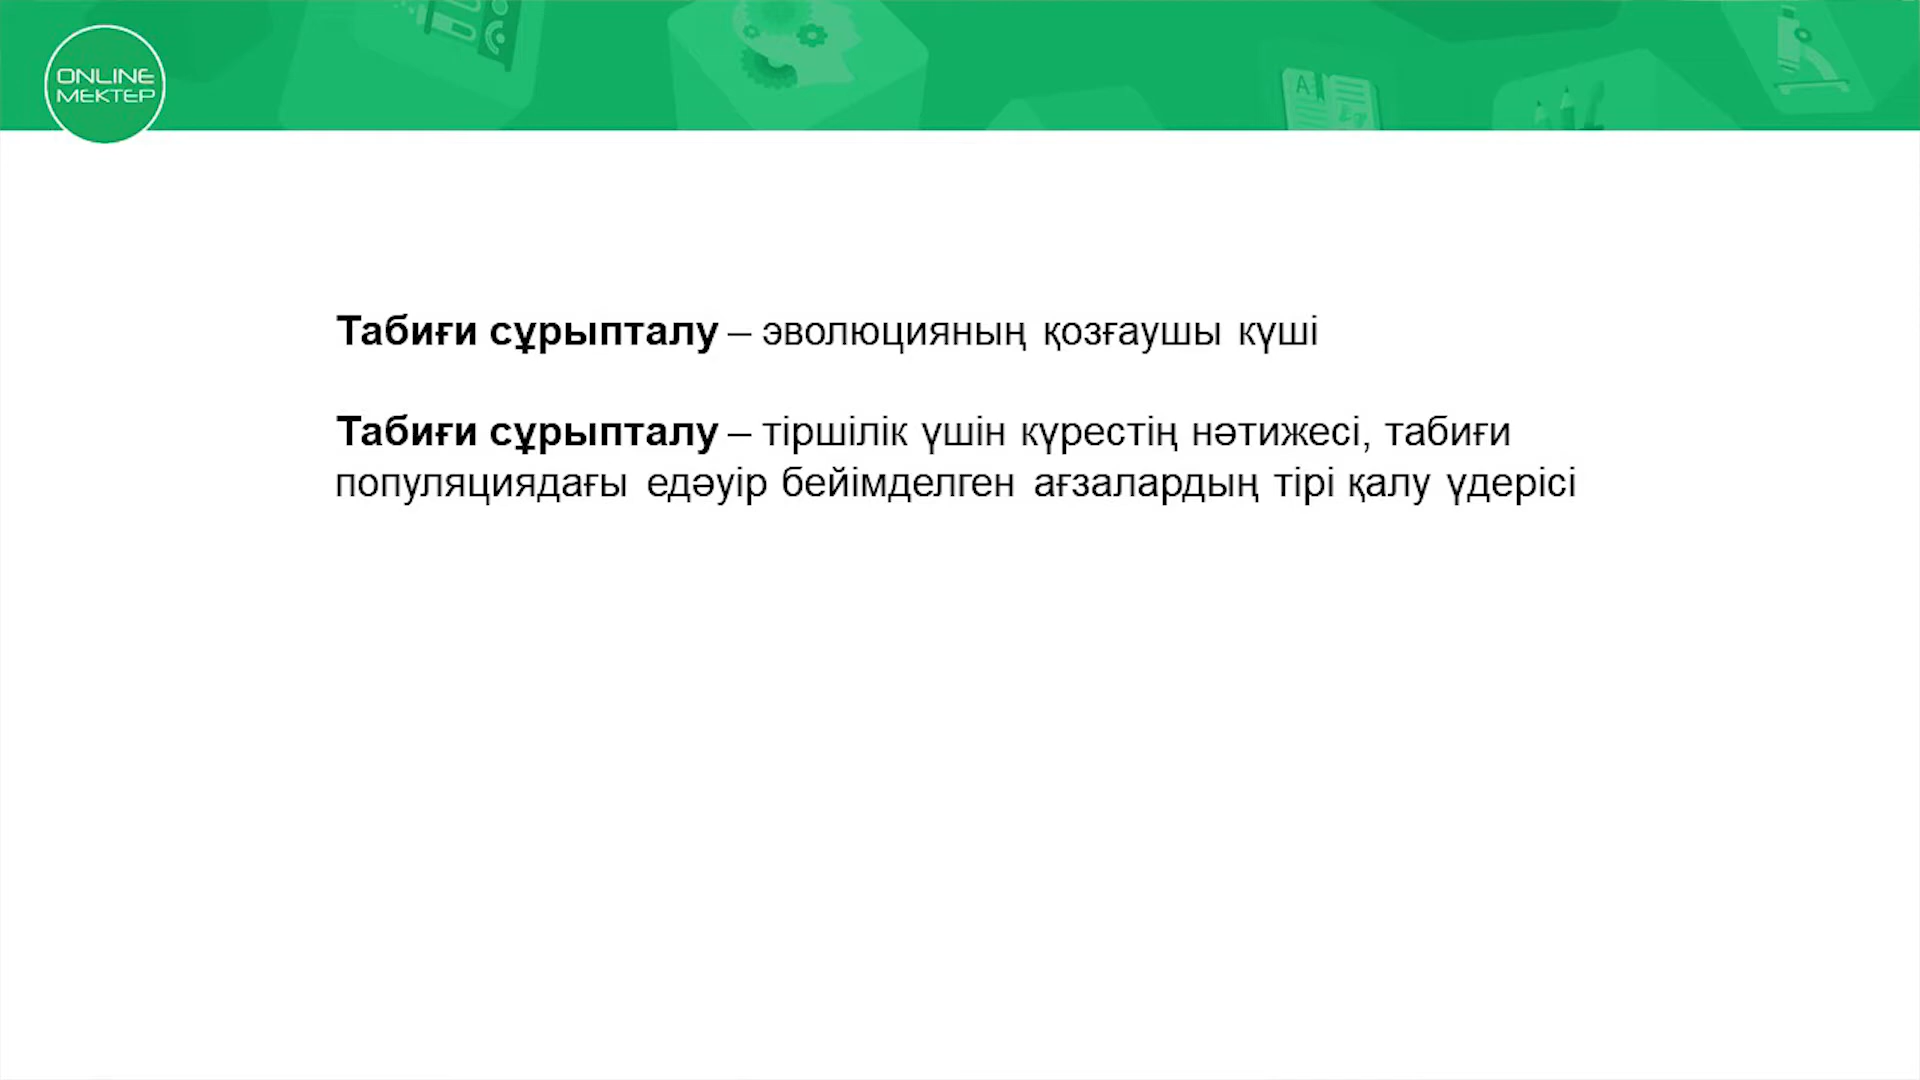 ONLINE
MEKTEP
Табиғи сұрыпталу – эволюцияның қозғаушы күші
Табиғи сұрыпталу – тіршілік үшін күрестің нәтижесі, табиғи
популяциядағы едәуір бейімделген ағзалардың тірі қалу үдерісі